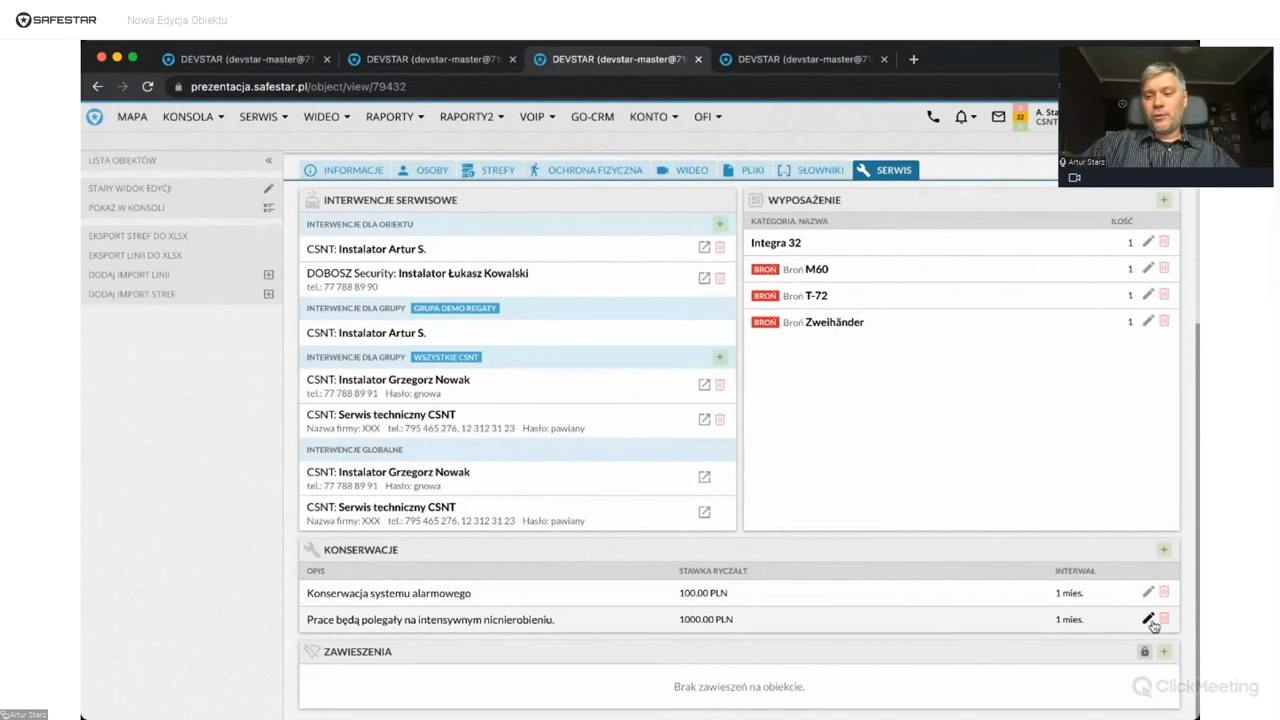 SAFESTAR
Nowa Edycja Obiektu
DEVSTAR (devstar-master@71
DEVSTAR (devstar-master@71
DEVSTAR (devstar-master@71
DEVSTAR (devstar-master@71
prezentacja.safestar.pl/object/view/79432
MAPA KONSOLA SERWIS WIDEO RAPORTY RAPORTY2 VOIP GO-CRM KONTO OFI
22
A. Sta
CSNT
Artur Starz
LISTA OBIEKTÓW
STARY WIDOK EDYCJI
POKAŻ W KONSOLI
EKSPORT STREF DO XLSX
EKSPORT LINII DO XLSX
DODAJ IMPORT LINII
DODAJ IMPORT STREF
INFORMACJE OSOBY STREFY OCHRONA FIZYCZNA WIDEO PLIKI SŁOWNIKI SERWIS
INTERWENCJE SERWISOWE
INTERWENCJE DLA OBIEKTU
CSNT: Instalator Artur S.
DOBOSZ Security: Instalator Łukasz Kowalski
tel.: 77 788 89 90
INTERWENCJE DLA GRUPY GRUPA DEMO REGATY
CSNT: Instalator Artur S.
INTERWENCJE DLA GRUPY WSZYSTKIE CSNT
CSNT: Instalator Grzegorz Nowak
tel.: 77 788 89 91 Hasło: gnowa
CSNT: Serwis techniczny CSNT
Nazwa firmy: XXX tel.: 795 465 276, 12 312 31 23 Hasło: pawiany
INTERWENCJE GLOBALNE
CSNT: Instalator Grzegorz Nowak
tel.: 77 788 89 91 Hasło: gnowa
CSNT: Serwis techniczny CSNT
Nazwa firmy: XXX tel.: 795 465 276, 12 312 31 23 Hasło: pawiany
WYPOSAŻENIE
KATEGORIA, NAZWA ILOŚĆ
Integra 32 1
BROŃ Broń M60 1
BROŃ Broń T-72 1
BROŃ Broń Zweihänder 1
KONSERWACJE
OPIS STAWKA RYCZAŁT. INTERWAŁ
Konserwacja systemu alarmowego 100.00 PLN 1 mies.
Prace będą polegały na intensywnym nicnierobieniu. 1000.00 PLN 1 mies.
ZAWIESZENIA
Brak zawieszeń na obiekcie.
ClickMeeting
Artur Starz